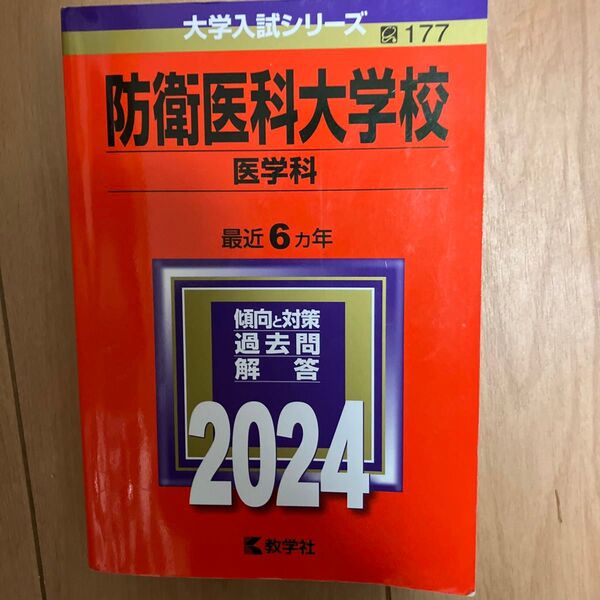 大学入試シリーズ 177
防衛医科大学校
医学科
最近6カ年
傾向と対策
過去問
解答
2024
教学社